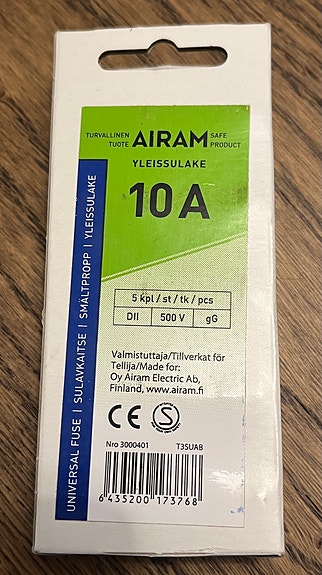 TURVALLINEN TUOTE AIRAM SAFE PRODUCT
YLEISSULAKE
10 A
UNIVERSAL FUSE | SULAVKAITSE | SMÄLTPROPP | YLEISSULAKE
5 kpl / st / tk / pcs
DII 500 V gG
Valmistuttaja/Tillverkat för
Tellija/Made for:
Oy Airam Electric Ab,
Finland, www.airam.fi
CE S
Nro 3000401 T3SUAB
6 435200 173768